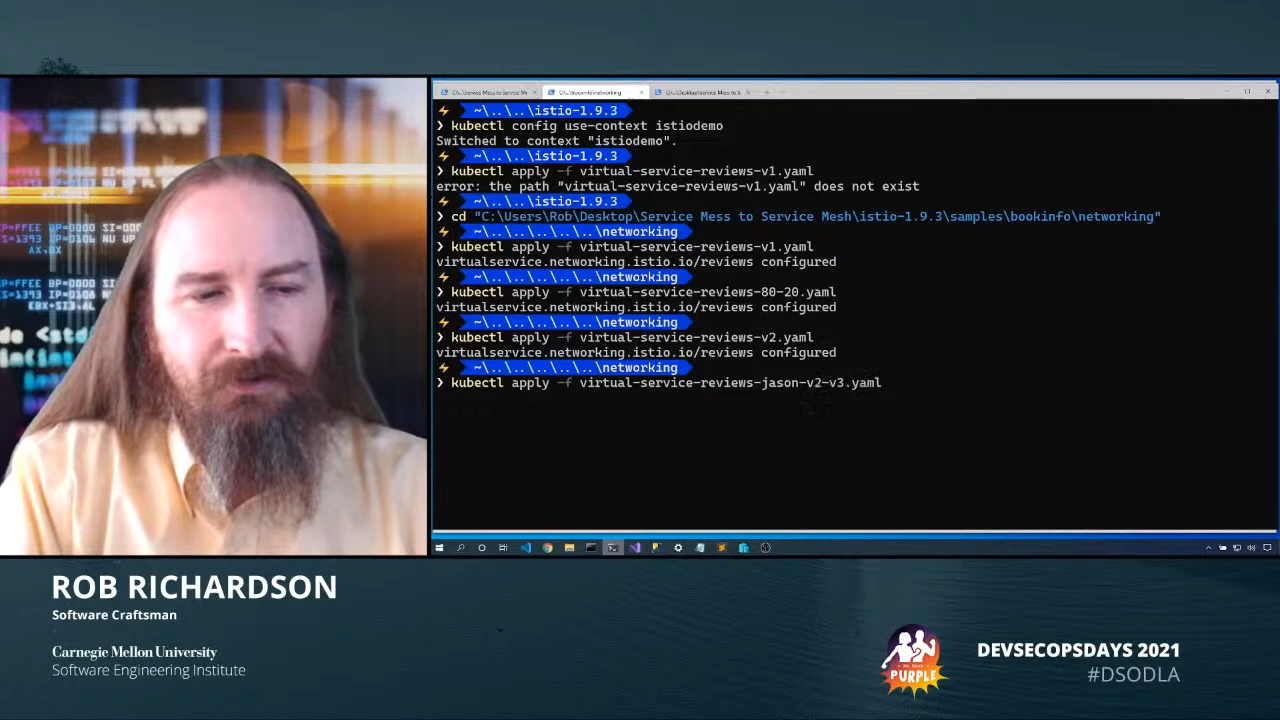 ~\..\..\istio-1.9.3
❯ kubectl config use-context istiodemo
Switched to context "istiodemo".
~\..\..\istio-1.9.3
❯ kubectl apply -f virtual-service-reviews-v1.yaml
error: the path "virtual-service-reviews-v1.yaml" does not exist
~\..\..\istio-1.9.3
❯ cd "C:\Users\Rob\Desktop\Service Mess to Service Mesh\istio-1.9.3\samples\bookinfo\networking"
~\..\..\..\..\..\networking
❯ kubectl apply -f virtual-service-reviews-v1.yaml
virtualservice.networking.istio.io/reviews configured
~\..\..\..\..\..\networking
❯ kubectl apply -f virtual-service-reviews-80-20.yaml
virtualservice.networking.istio.io/reviews configured
~\..\..\..\..\..\networking
❯ kubectl apply -f virtual-service-reviews-v2.yaml
virtualservice.networking.istio.io/reviews configured
~\..\..\..\..\..\networking
❯ kubectl apply -f virtual-service-reviews-jason-v2-v3.yaml
ROB RICHARDSON
Software Craftsman
Carnegie Mellon University
Software Engineering Institute
PURPLE
DEVSECOPSDAYS 2021
#DSODLA